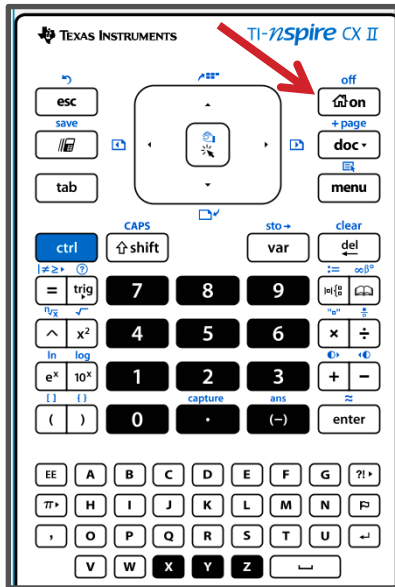 TEXAS INSTRUMENTS TI-nspire CX II
off
esc on
save + page
doc
tab menu
CAPS sto → clear
ctrl shift var del
|≠≥▸ ? := ∞β°
= trig 7 8 9 |□|{
ⁿ√x √ "▫"
^ x² 4 5 6 × ÷
ln log
eˣ 10ˣ 1 2 3 + −
[ ] { } capture ans ≈
( ) 0 . (−) enter
EE A B C D E F G ?!▸
π▸ H I J K L M N
, O P Q R S T U ↵
V W X Y Z